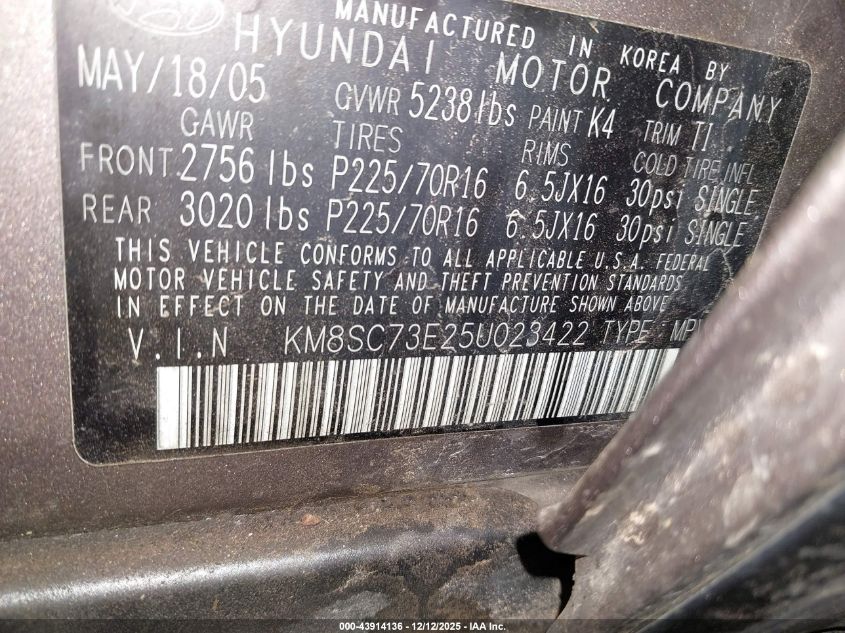 MANUFACTURED IN KOREA BY
HYUNDAI MOTOR COMPANY
MAY/18/05 GVWR 5238 lbs PAINT K4 TRIM T1
GAWR TIRES RIMS COLD TIRE INFL
FRONT 2756 lbs P225/70R16 6.5JX16 30psi SINGLE
REAR 3020 lbs P225/70R16 6.5JX16 30psi SINGLE
THIS VEHICLE CONFORMS TO ALL APPLICABLE U.S.A. FEDERAL
MOTOR VEHICLE SAFETY AND THEFT PREVENTION STANDARDS
IN EFFECT ON THE DATE OF MANUFACTURE SHOWN ABOVE
V.I.N KM8SC73E25U023422 TYPE
000-43914136 - 12/12/2025 - IAA Inc.